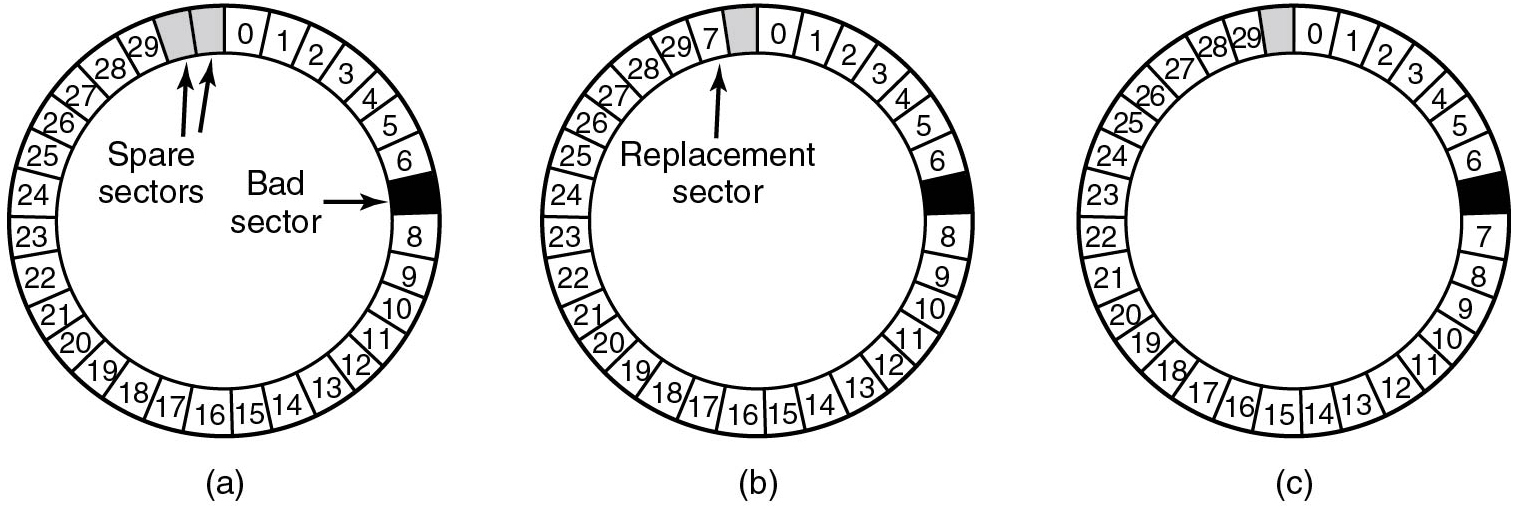 29 0 1 2 3 4 5 6 8 9 10 11 12 13 14 15 16 17 18 19 20 21 22 23 24 25 26 27 28
Spare
sectors
Bad
sector
(a)
29 7 0 1 2 3 4 5 6 8 9 10 11 12 13 14 15 16 17 18 19 20 21 22 23 24 25 26 27 28
Replacement
sector
(b)
29 0 1 2 3 4 5 6 7 8 9 10 11 12 13 14 15 16 17 18 19 20 21 22 23 24 25 26 27 28
(c)